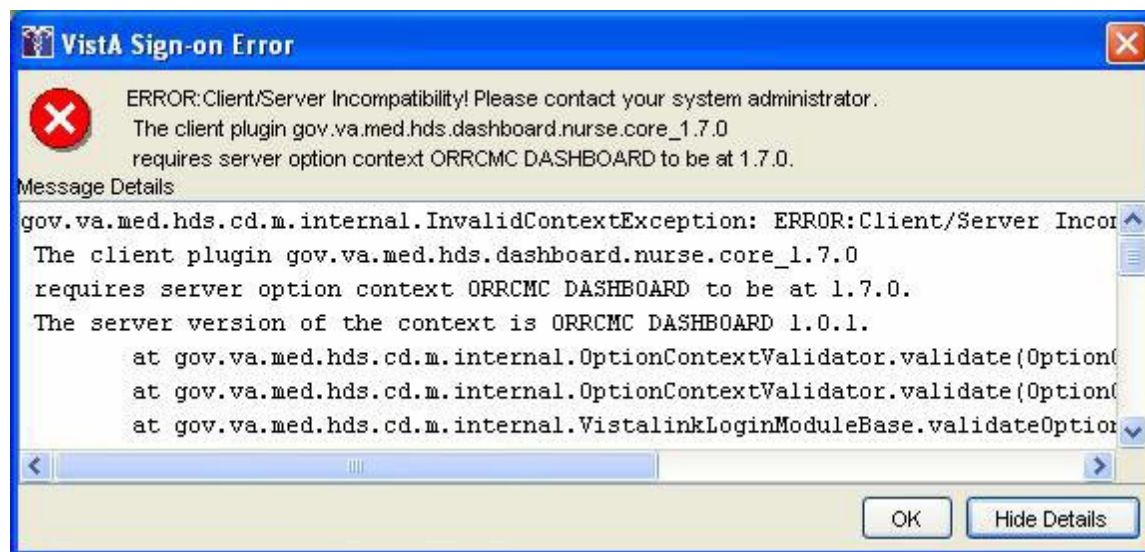 VistA Sign-on Error
ERROR:Client/Server Incompatibility! Please contact your system administrator.
The client plugin gov.va.med.hds.dashboard.nurse.core_1.7.0
requires server option context ORRCMC DASHBOARD to be at 1.7.0.
Message Details
gov.va.med.hds.cd.m.internal.InvalidContextException: ERROR:Client/Server Incor
The client plugin gov.va.med.hds.dashboard.nurse.core_1.7.0
requires server option context ORRCMC DASHBOARD to be at 1.7.0.
The server version of the context is ORRCMC DASHBOARD 1.0.1.
at gov.va.med.hds.cd.m.internal.OptionContextValidator.validate(Option
at gov.va.med.hds.cd.m.internal.OptionContextValidator.validate(Option
at gov.va.med.hds.cd.m.internal.VistalinkLoginModuleBase.validateOption
OK Hide Details